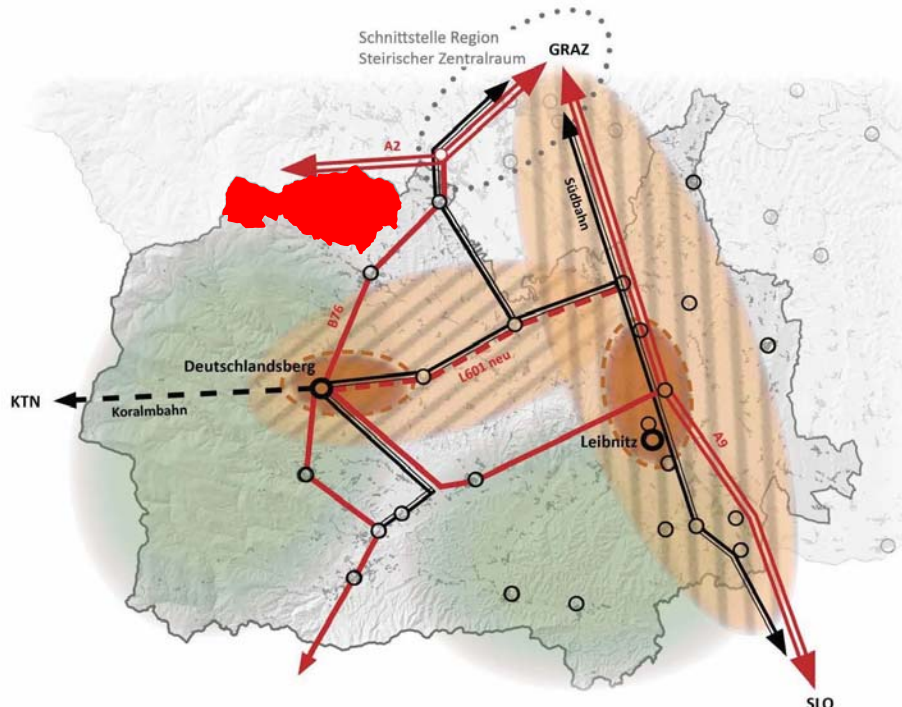 Schnittstelle Region
Steirischer Zentralraum
GRAZ
A2
Südbahn
B76
Deutschlandsberg
L601 neu
KTN
Koralmbahn
Leibnitz
A9
SLO